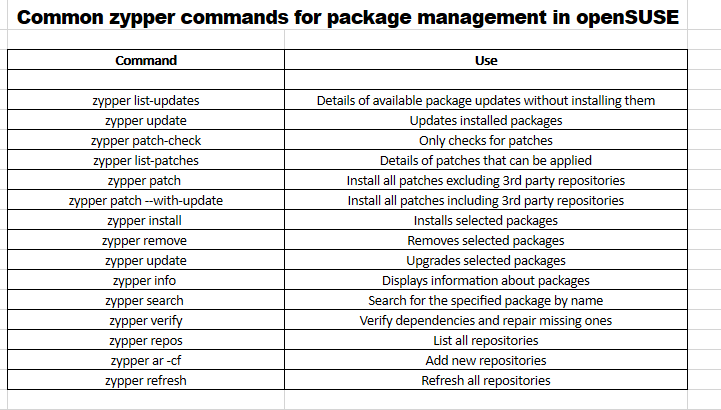 Common zypper commands for package management in openSUSE
Command Use
zypper list-updates Details of available package updates without installing them
zypper update Updates installed packages
zypper patch-check Only checks for patches
zypper list-patches Details of patches that can be applied
zypper patch Install all patches excluding 3rd party repositories
zypper patch --with-update Install all patches including 3rd party repositories
zypper install Installs selected packages
zypper remove Removes selected packages
zypper update Upgrades selected packages
zypper info Displays information about packages
zypper search Search for the specified package by name
zypper verify Verify dependencies and repair missing ones
zypper repos List all repositories
zypper ar -cf Add new repositories
zypper refresh Refresh all repositories